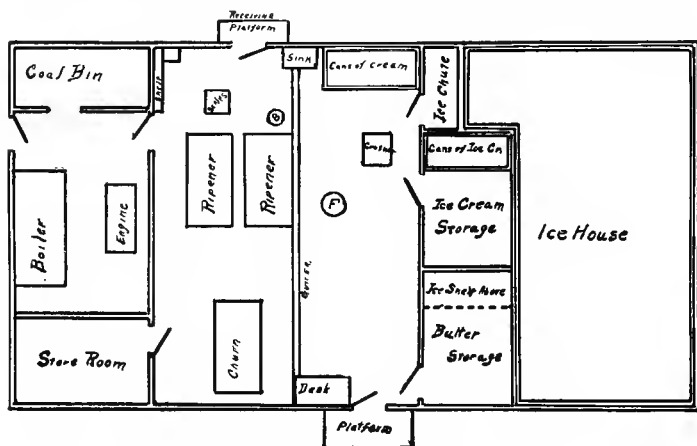 Receiving
Platform
Coal Bin
Sink
Cans of Cream
Ice Chute
B
Cans of Ice Cr.
Ripener
Ripener
F
Boiler
Engine
Ice Cream
Storage
Ice House
Ice Shelf Above
Butter
Storage
Store Room
Churn
Desk
Platform